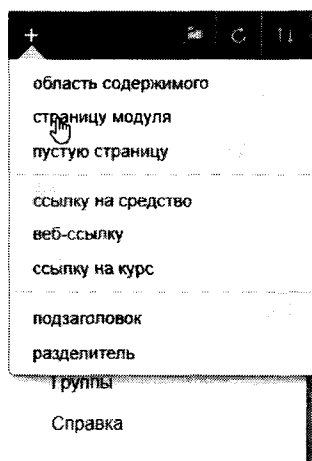 +
область содержимого
страницу модуля
пустую страницу
ссылку на средство
веб-ссылку
ссылку на курс
подзаголовок
разделитель
Группы
Справка